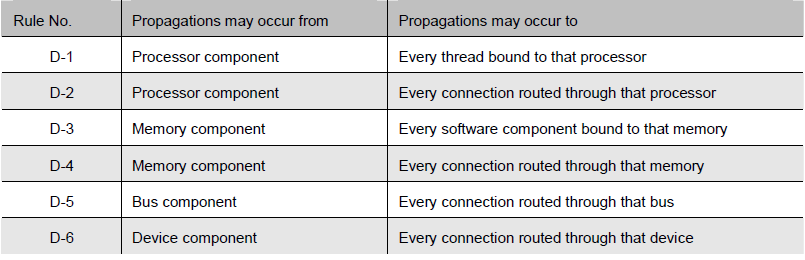 Rule No. Propagations may occur from Propagations may occur to
D-1 Processor component Every thread bound to that processor
D-2 Processor component Every connection routed through that processor
D-3 Memory component Every software component bound to that memory
D-4 Memory component Every connection routed through that memory
D-5 Bus component Every connection routed through that bus
D-6 Device component Every connection routed through that device